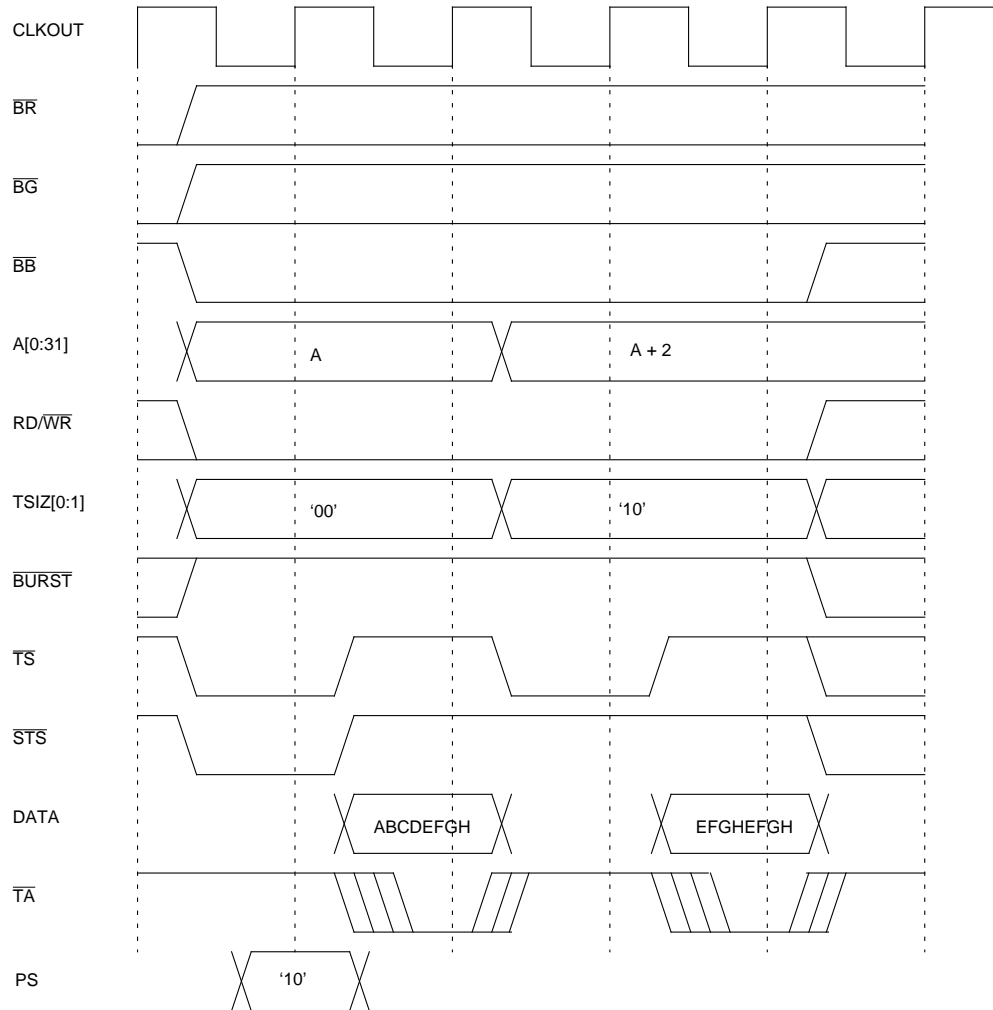 CLKOUT
BR
BG
BB
A[0:31]
A
A + 2
RD/WR
TSIZ[0:1]
‘00’
‘10’
BURST
TS
STS
DATA
ABCDEFGH
EFGHEFGH
TA
PS
‘10’